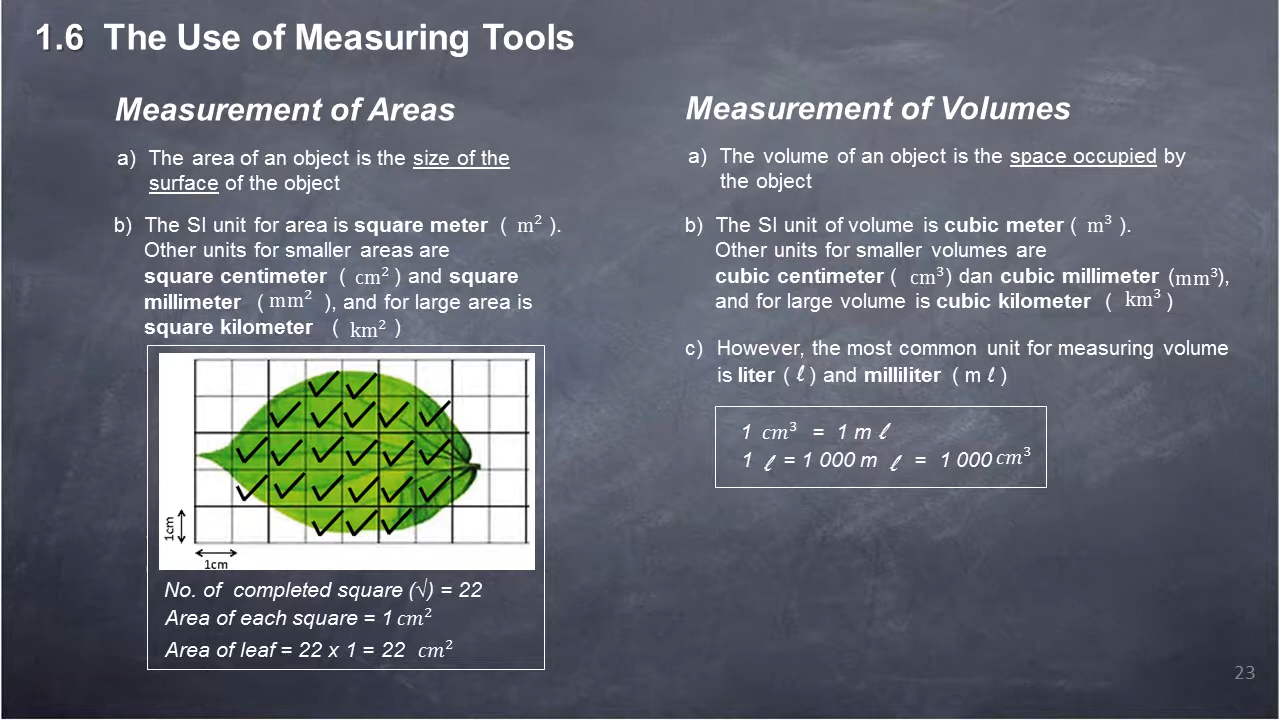 1.6 The Use of Measuring Tools
Measurement of Areas
a) The area of an object is the size of the
surface of the object
b) The SI unit for area is square meter ( m² ).
Other units for smaller areas are
square centimeter ( cm² ) and square
millimeter ( mm² ), and for large area is
square kilometer ( km² )
1cm
1cm
No. of completed square (√) = 22
Area of each square = 1 cm²
Area of leaf = 22 x 1 = 22 cm²
Measurement of Volumes
a) The volume of an object is the space occupied by
the object
b) The SI unit of volume is cubic meter ( m³ ).
Other units for smaller volumes are
cubic centimeter ( cm³) dan cubic millimeter (mm³),
and for large volume is cubic kilometer ( km³ )
c) However, the most common unit for measuring volume
is liter ( ℓ ) and milliliter ( m ℓ )
1 cm³ = 1 m ℓ
1 ℓ = 1 000 m ℓ = 1 000 cm³
23